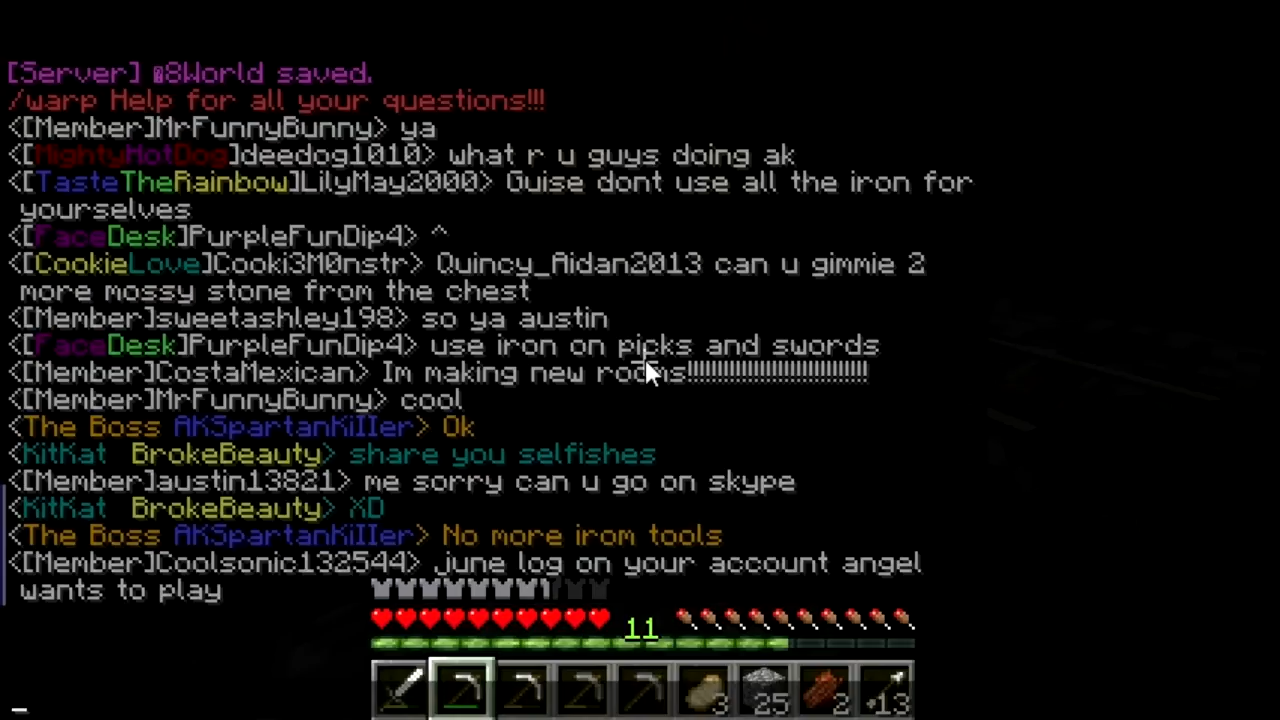 [Server] 8World saved.
/warp Help for all your questions!!!
<[Member]MrFunnyBunny> ya
<[MightyHotDog]deedog1010> what r u guys doing ak
<[TasteTheRainbow]LilyMay2000> Guise dont use all the iron for
yourselves
<[FaceDesk]PurpleFunDip4> ^
<[CookieLove]Cooki3M0nstr> Quincy_Aidan2013 can u gimmie 2
more mossy stone from the chest
<[Member]sweetashley198> so ya austin
<[FaceDesk]PurpleFunDip4> use iron on picks and swords
<[Member]CostaMexican> Im making new rooms!!!!!!!!!!!!!!!!!!!!!!!!!!!!!!
<[Member]MrFunnyBunny> cool
<The Boss AKSpartanKiIIer> Ok
<KitKat BrokeBeauty> share you selfishes
<[Member]austin13821> me sorry can u go on skype
<KitKat BrokeBeauty> XD
<The Boss AKSpartanKiIIer> No more irom tools
<[Member]Coolsonic132544> june log on your account angel
wants to play
11
3 25 2 13
_